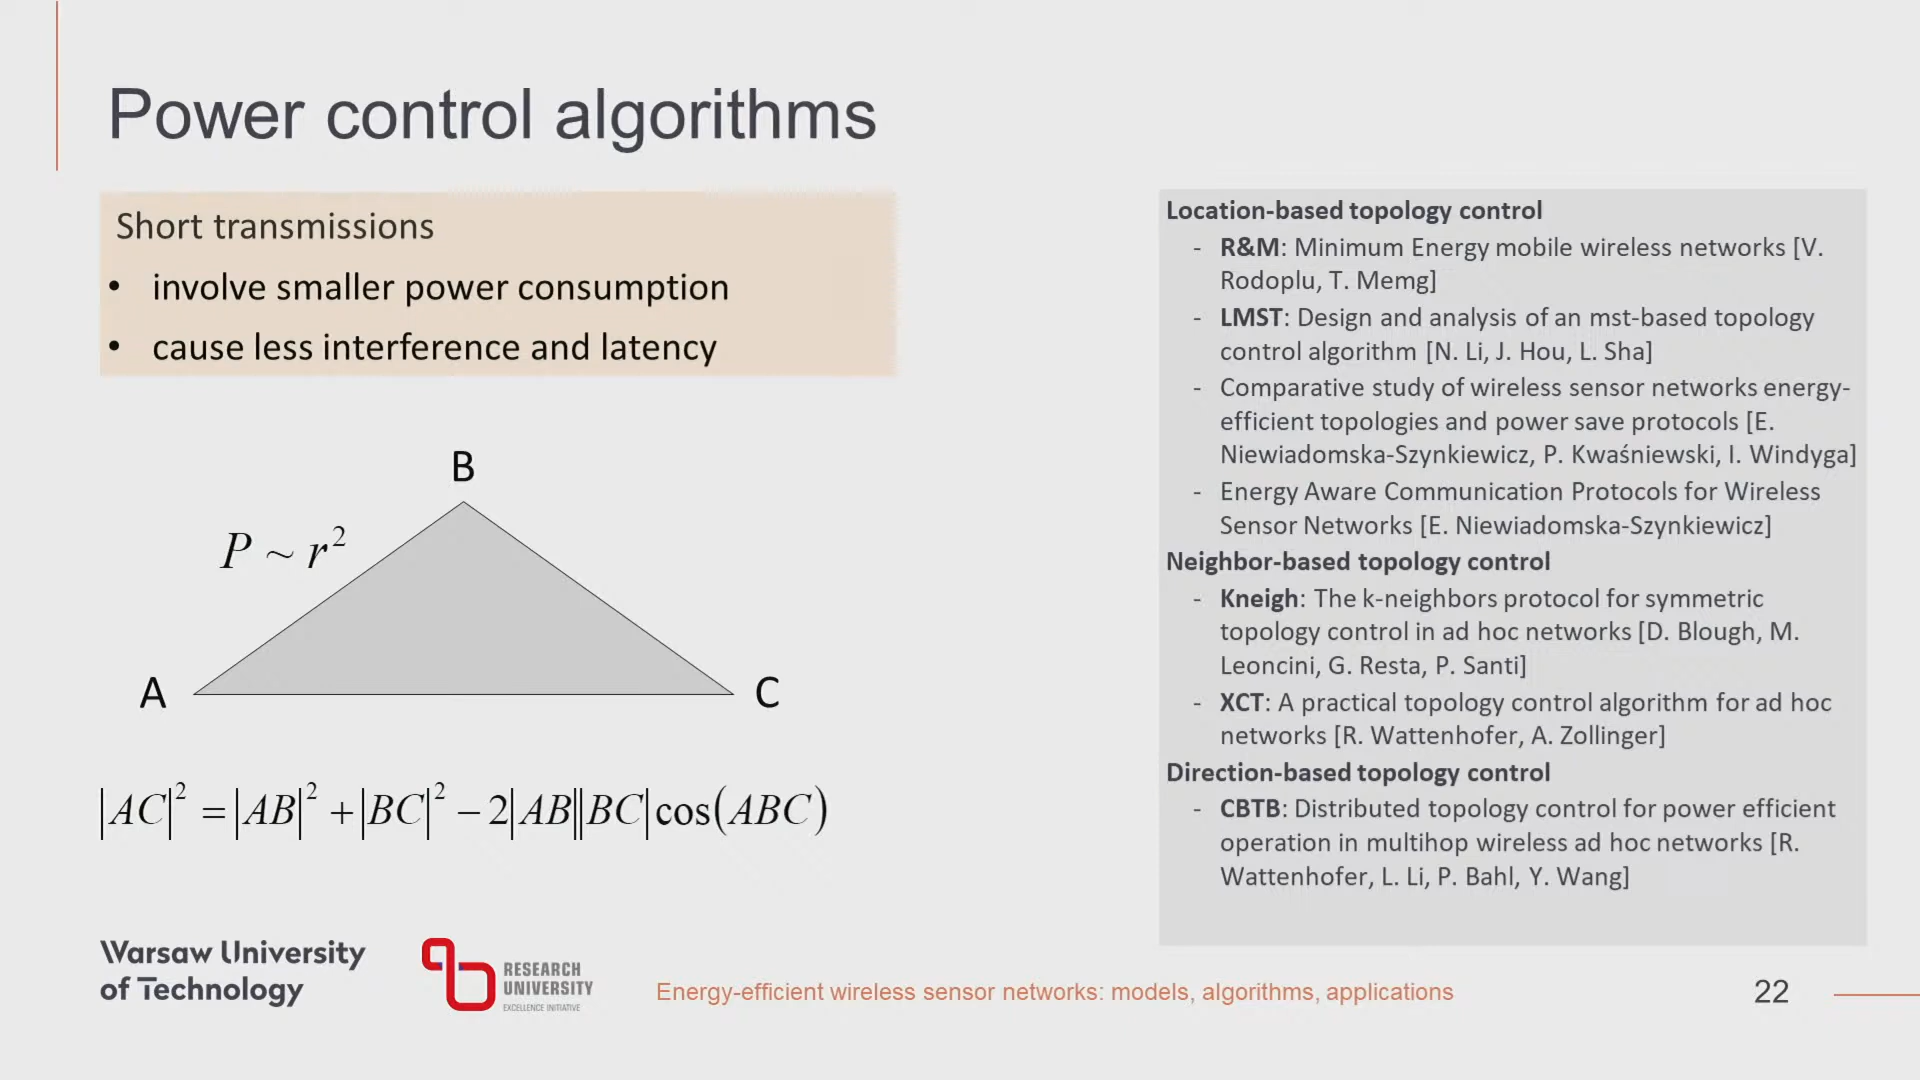 Power control algorithms
Short transmissions
• involve smaller power consumption
• cause less interference and latency
B
P ~ r²
A
C
|AC|² = |AB|² + |BC|² − 2|AB||BC|cos(ABC)
Location-based topology control
- R&M: Minimum Energy mobile wireless networks [V.
Rodoplu, T. Memg]
- LMST: Design and analysis of an mst-based topology
control algorithm [N. Li, J. Hou, L. Sha]
- Comparative study of wireless sensor networks energy-
efficient topologies and power save protocols [E.
Niewiadomska-Szynkiewicz, P. Kwaśniewski, I. Windyga]
- Energy Aware Communication Protocols for Wireless
Sensor Networks [E. Niewiadomska-Szynkiewicz]
Neighbor-based topology control
- Kneigh: The k-neighbors protocol for symmetric
topology control in ad hoc networks [D. Blough, M.
Leoncini, G. Resta, P. Santi]
- XCT: A practical topology control algorithm for ad hoc
networks [R. Wattenhofer, A. Zollinger]
Direction-based topology control
- CBTB: Distributed topology control for power efficient
operation in multihop wireless ad hoc networks [R.
Wattenhofer, L. Li, P. Bahl, Y. Wang]
Warsaw University
of Technology
RESEARCH
UNIVERSITY
EXCELLENCE INITIATIVE
Energy-efficient wireless sensor networks: models, algorithms, applications
22